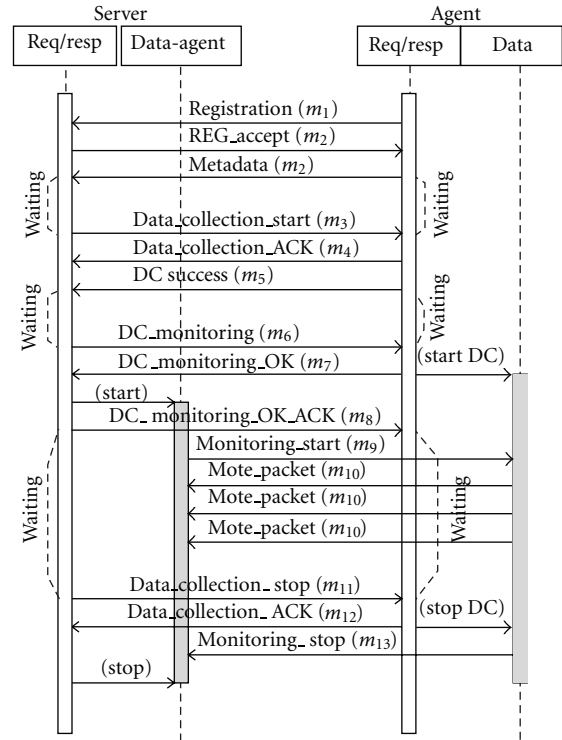 Server Agent
Req/resp Data-agent Req/resp Data
Registration (m1)
REG_accept (m2)
Metadata (m2)
Waiting Waiting
Data_collection_start (m3)
Data_collection_ACK (m4)
DC success (m5)
Waiting Waiting
DC_monitoring (m6)
DC_monitoring_OK (m7) (start DC)
(start)
DC_monitoring_OK_ACK (m8)
Monitoring_start (m9)
Mote_packet (m10)
Mote_packet (m10)
Mote_packet (m10)
Waiting Waiting
Data_collection_stop (m11)
Data_collection_ACK (m12) (stop DC)
Monitoring_stop (m13)
(stop)